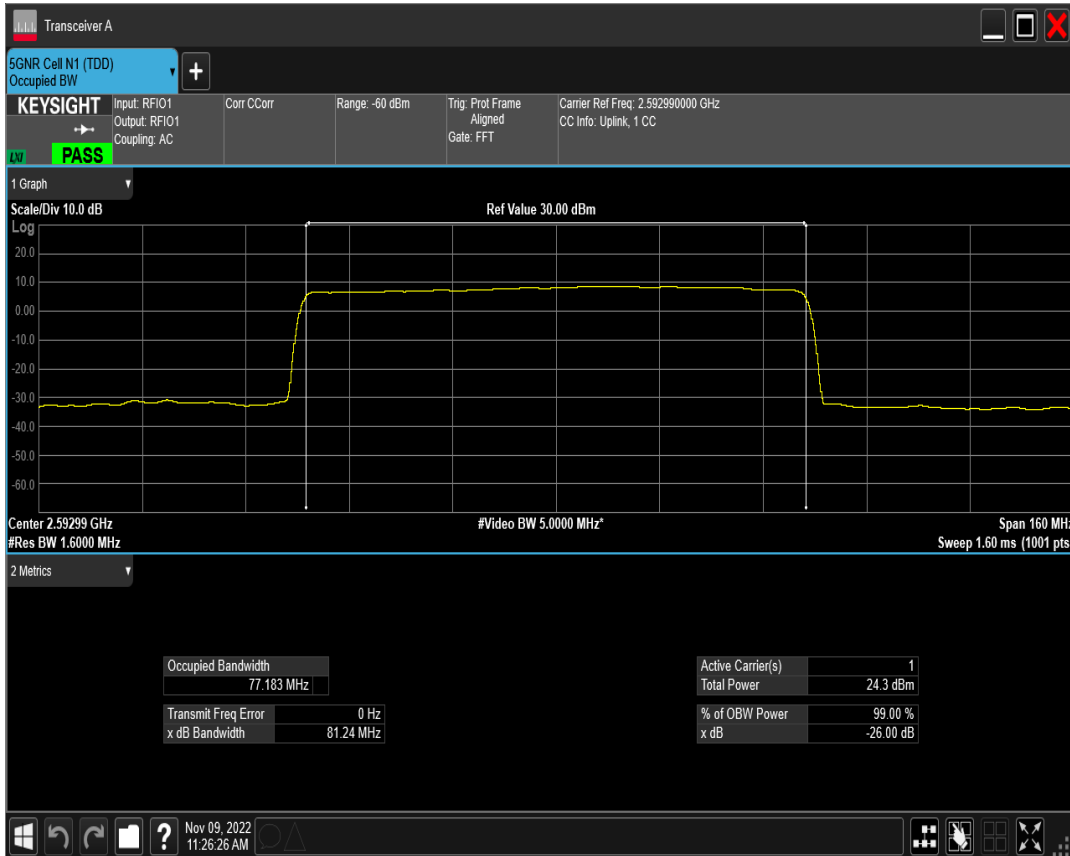 Transceiver A
5GNR Cell N1 (TDD)
Occupied BW
+
KEYSIGHT
LXI PASS
Input: RFIO1
Output: RFIO1
Coupling: AC
Corr CCorr
Range: -60 dBm
Trig: Prot Frame
Aligned
Gate: FFT
Carrier Ref Freq: 2.592990000 GHz
CC Info: Uplink, 1 CC
1 Graph
Scale/Div 10.0 dB
Ref Value 30.00 dBm
Log
20.0
10.0
0.00
-10.0
-20.0
-30.0
-40.0
-50.0
-60.0
Center 2.59299 GHz
#Video BW 5.0000 MHz*
Span 160 MHz
#Res BW 1.6000 MHz
Sweep 1.60 ms (1001 pts
2 Metrics
Occupied Bandwidth
77.183 MHz
Transmit Freq Error 0 Hz
x dB Bandwidth 81.24 MHz
Active Carrier(s) 1
Total Power 24.3 dBm
% of OBW Power 99.00 %
x dB -26.00 dB
?
Nov 09, 2022
11:26:26 AM